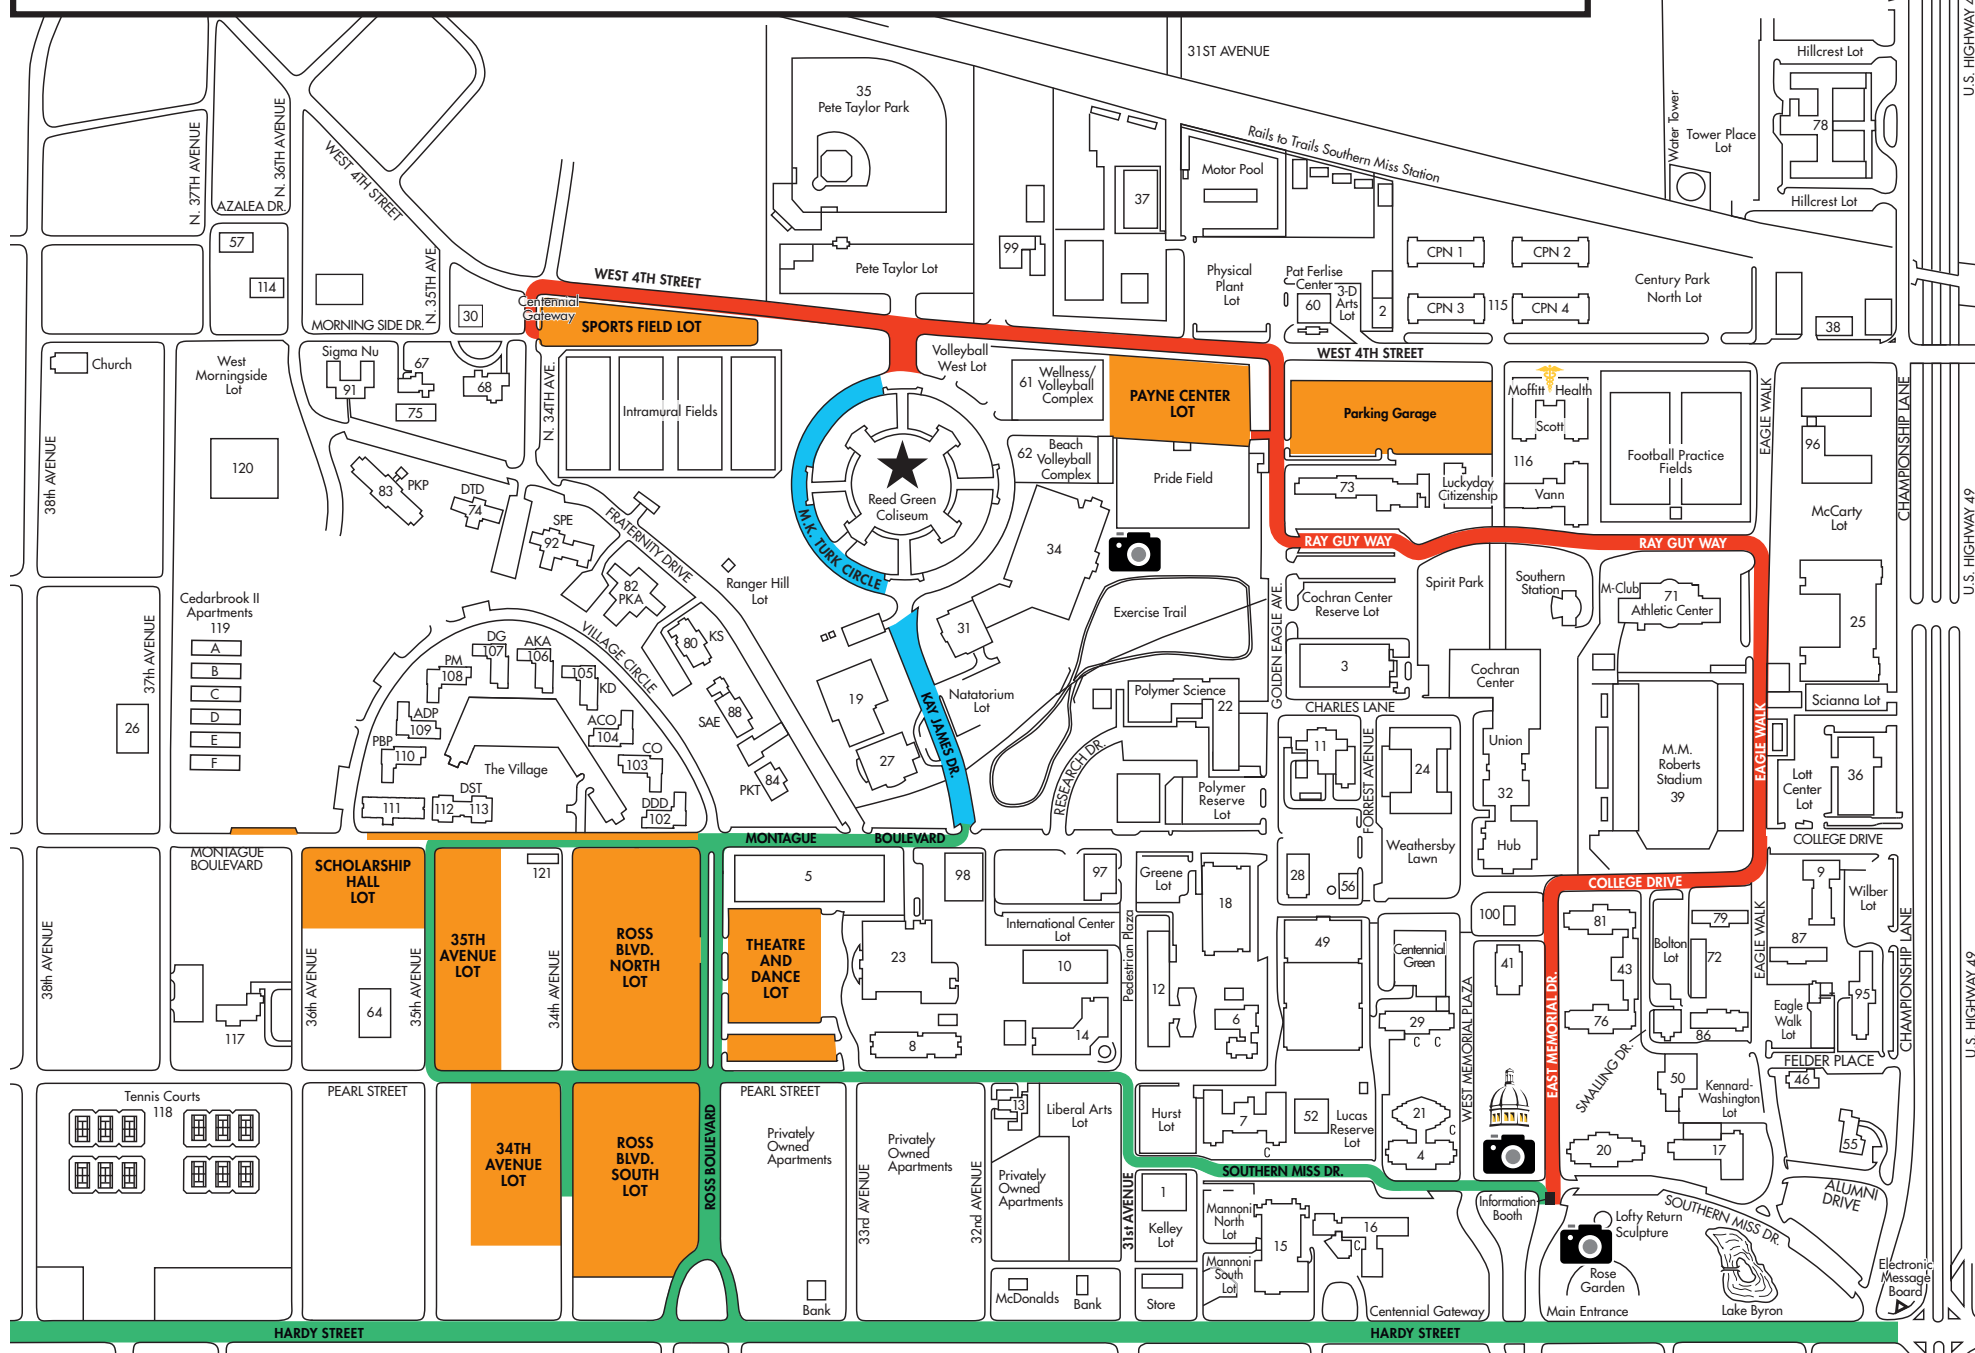 31ST AVENUE
U.S. HIGHWAY 4
Hillcrest Lot
78
Hillcrest Lot
Water Tower
Tower Place
Lot
35
Pete Taylor Park
N. 37TH AVENUE
N. 36TH AVENUE
AZALEA DR.
WEST 4TH STREET
Rails to Trails Southern Miss Station
Motor Pool
37
57
114
99
Pete Taylor Lot
N. 35TH AVE
MORNING SIDE DR.
30
WEST 4TH STREET
Centennial
Gateway
SPORTS FIELD LOT
Physical
Plant
Lot
Pat Ferlise
Center
60
3-D
Arts
Lot
2
CPN 1
CPN 2
CPN 3
115
CPN 4
Century Park
North Lot
38
WEST 4TH STREET
Church
West
Morningside
Lot
Sigma Nu
91
67
68
75
N. 34TH AVE.
Intramural Fields
Volleyball
West Lot
61
Wellness/
Volleyball
Complex
PAYNE CENTER
LOT
Parking Garage
Moffitt Health
Scott
116
Vann
Football Practice
Fields
EAGLE WALK
96
CHAMPIONSHIP LANE
McCarty
Lot
U.S. HIGHWAY 49
38th AVENUE
120
83
PKP
DTD
74
SPE
92
FRATERNITY DRIVE
82
PKA
Ranger Hill
Lot
Reed Green
Coliseum
M.K. TURK CIRCLE
62
Beach
Volleyball
Complex
34
Pride Field
73
Luckyday
Citizenship
RAY GUY WAY
RAY GUY WAY
Cedarbrook II
Apartments
119
A
B
C
D
E
F
37TH AVENUE
26
VILLAGE CIRCLE
DG
107
AKA
106
PM
108
105
KD
ADP
109
ACO
104
PBP
110
CO
103
The Village
DST
111
112
113
DDD
102
80
KS
SAE
88
PKT
84
31
19
27
KAY JAMES DR.
Natatorium
Lot
Exercise Trail
GOLDEN EAGLE AVE.
Cochran Center
Reserve Lot
3
Spirit Park
Southern
Station
M-Club
71
Athletic Center
25
Cochran
Center
Scianna Lot
Polymer Science
22
RESEARCH DR.
Polymer
Reserve
Lot
CHARLES LANE
11
FORREST AVENUE
24
Union
32
Hub
Weathersby
Lawn
M.M.
Roberts
Stadium
39
EAGLE WALK
Lott
Center
Lot
36
COLLEGE DRIVE
MONTAGUE
BOULEVARD
MONTAGUE
BOULEVARD
SCHOLARSHIP
HALL
LOT
35TH
AVENUE
LOT
121
ROSS
BLVD.
NORTH
LOT
5
98
97
Greene
Lot
18
28
56
COLLEGE DRIVE
9
Wilber
Lot
THEATRE
AND
DANCE
LOT
23
International Center
Lot
10
Pedestrian Plaza
12
6
49
Centennial
Green
29
C C
100
41
WEST MEMORIAL PLAZA
EAST MEMORIAL DR.
81
43
76
Bolton
Lot
79
72
86
SMALLING DR.
EAGLE WALK
87
Eagle
Walk
Lot
95
CHAMPIONSHIP LANE
U.S. HIGHWAY 49
38th AVENUE
117
36th AVENUE
64
35th AVENUE
34th AVENUE
8
14
FELDER PLACE
Tennis Courts
118
PEARL STREET
34TH
AVENUE
LOT
ROSS
BLVD.
SOUTH
LOT
ROSS BOULEVARD
PEARL STREET
Privately
Owned
Apartments
33rd AVENUE
Privately
Owned
Apartments
32nd AVENUE
13
Liberal Arts
Lot
Privately
Owned
Apartments
31st AVENUE
Hurst
Lot
7
52
Lucas
Reserve
Lot
C
21
C
4
SOUTHERN MISS DR.
50
Kennard-
Washington
Lot
46
55
20
17
ALUMNI
DRIVE
1
Kelley
Lot
Mannoni
North
Lot
Mannoni
South
Lot
15
16
C
Information
Booth
Lofty Return
Sculpture
SOUTHERN MISS DR.
Rose
Garden
Lake Byron
Electronic
Message
Board
Bank
McDonalds
Bank
Store
Centennial Gateway
Main Entrance
HARDY STREET
HARDY STREET